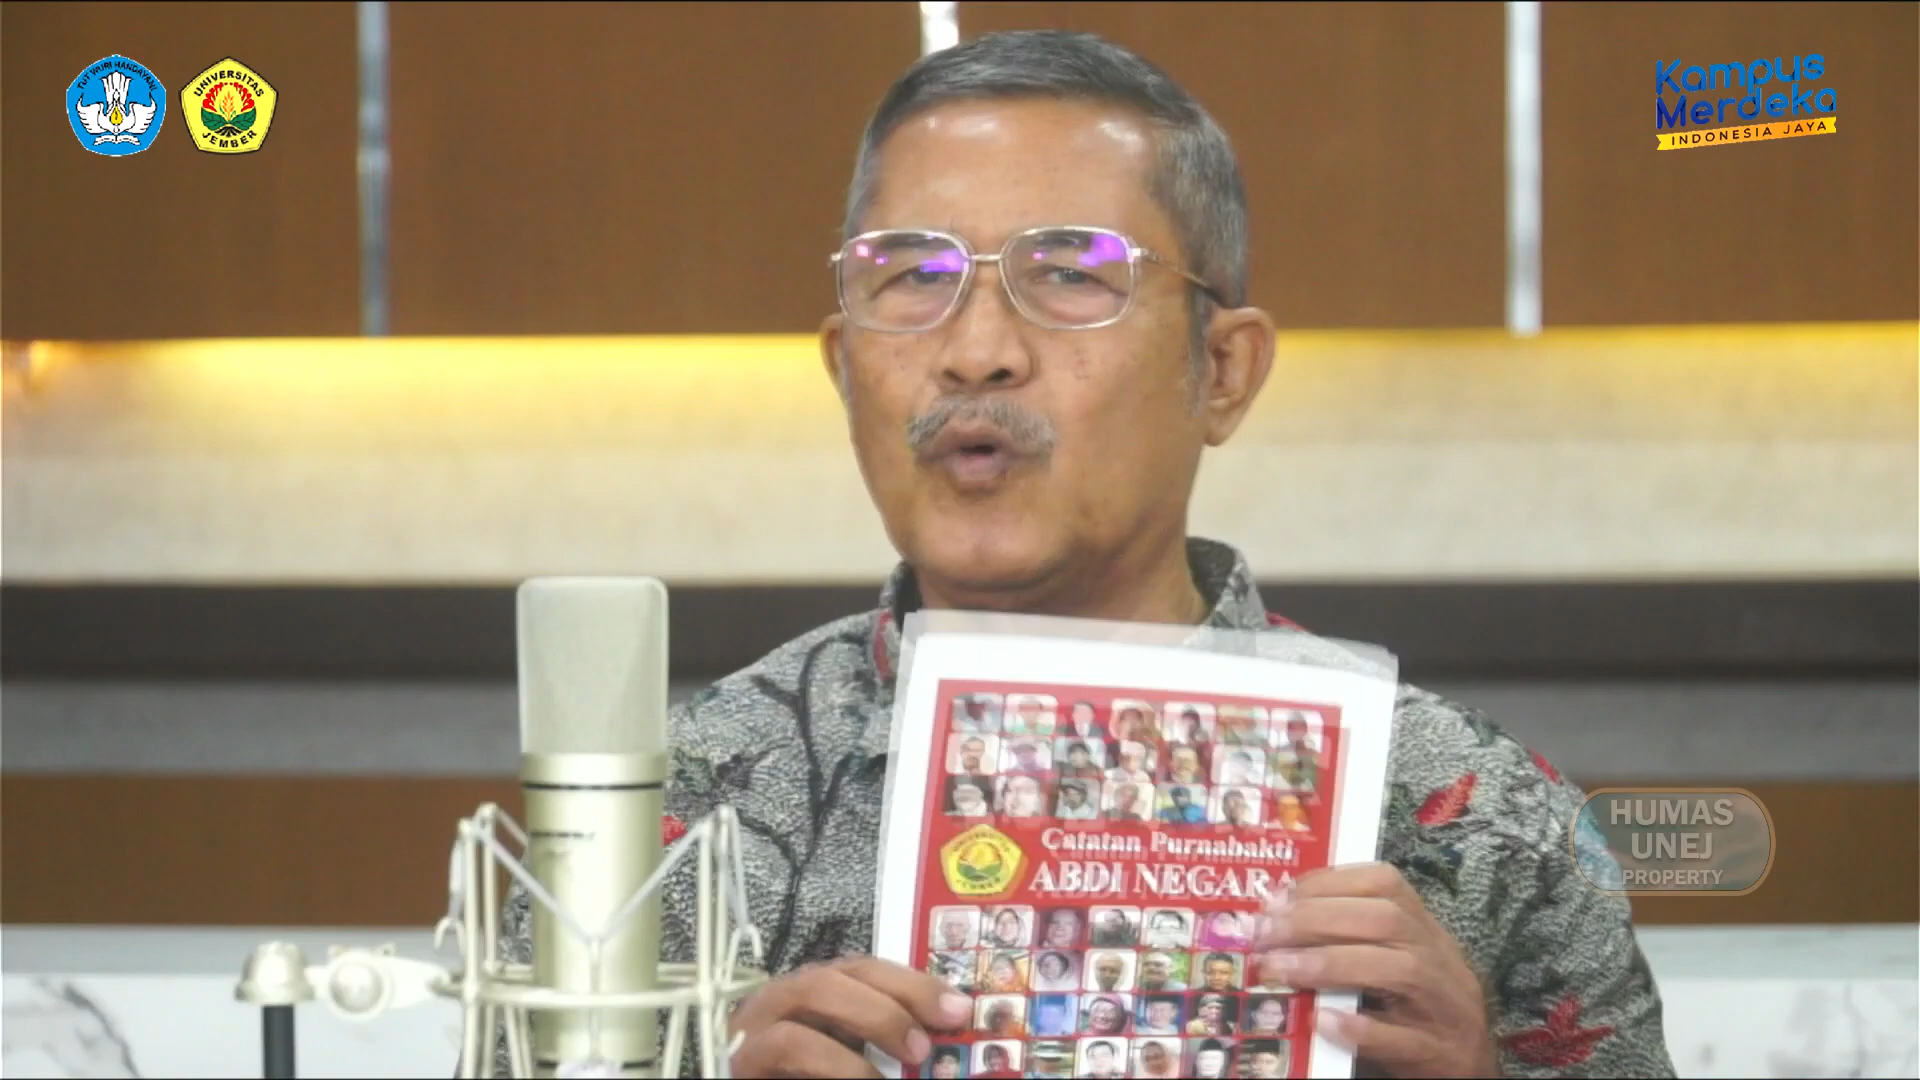 TUT WURI HANDAYANI
UNIVERSITAS
JEMBER
Kampus
Merdeka
INDONESIA JAYA
Catatan Purnabakti
ABDI NEGARA
HUMAS
UNEJ
PROPERTY